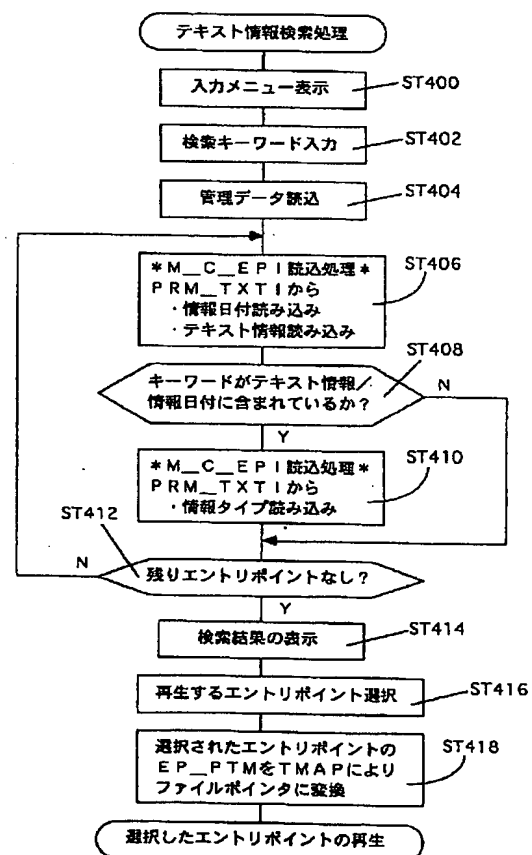 テキスト情報検索処理
入力メニュー表示
ST400
検索キーワード入力
ST402
管理データ読込
ST404
*M__C__EPI読込処理*
PRM__TXTIから
・情報日付読み込み
・テキスト情報読み込み
ST406
キーワードがテキスト情報/
情報日付に含まれているか?
ST408
N
Y
*M__C__EPI読込処理*
PRM__TXTIから
・情報タイプ読み込み
ST410
ST412
N
残りエントリポイントなし?
Y
検索結果の表示
ST414
再生するエントリポイント選択
ST416
選択されたエントリポイントの
EP__PTMをTMAPにより
ファイルポインタに変換
ST418
選択したエントリポイントの再生